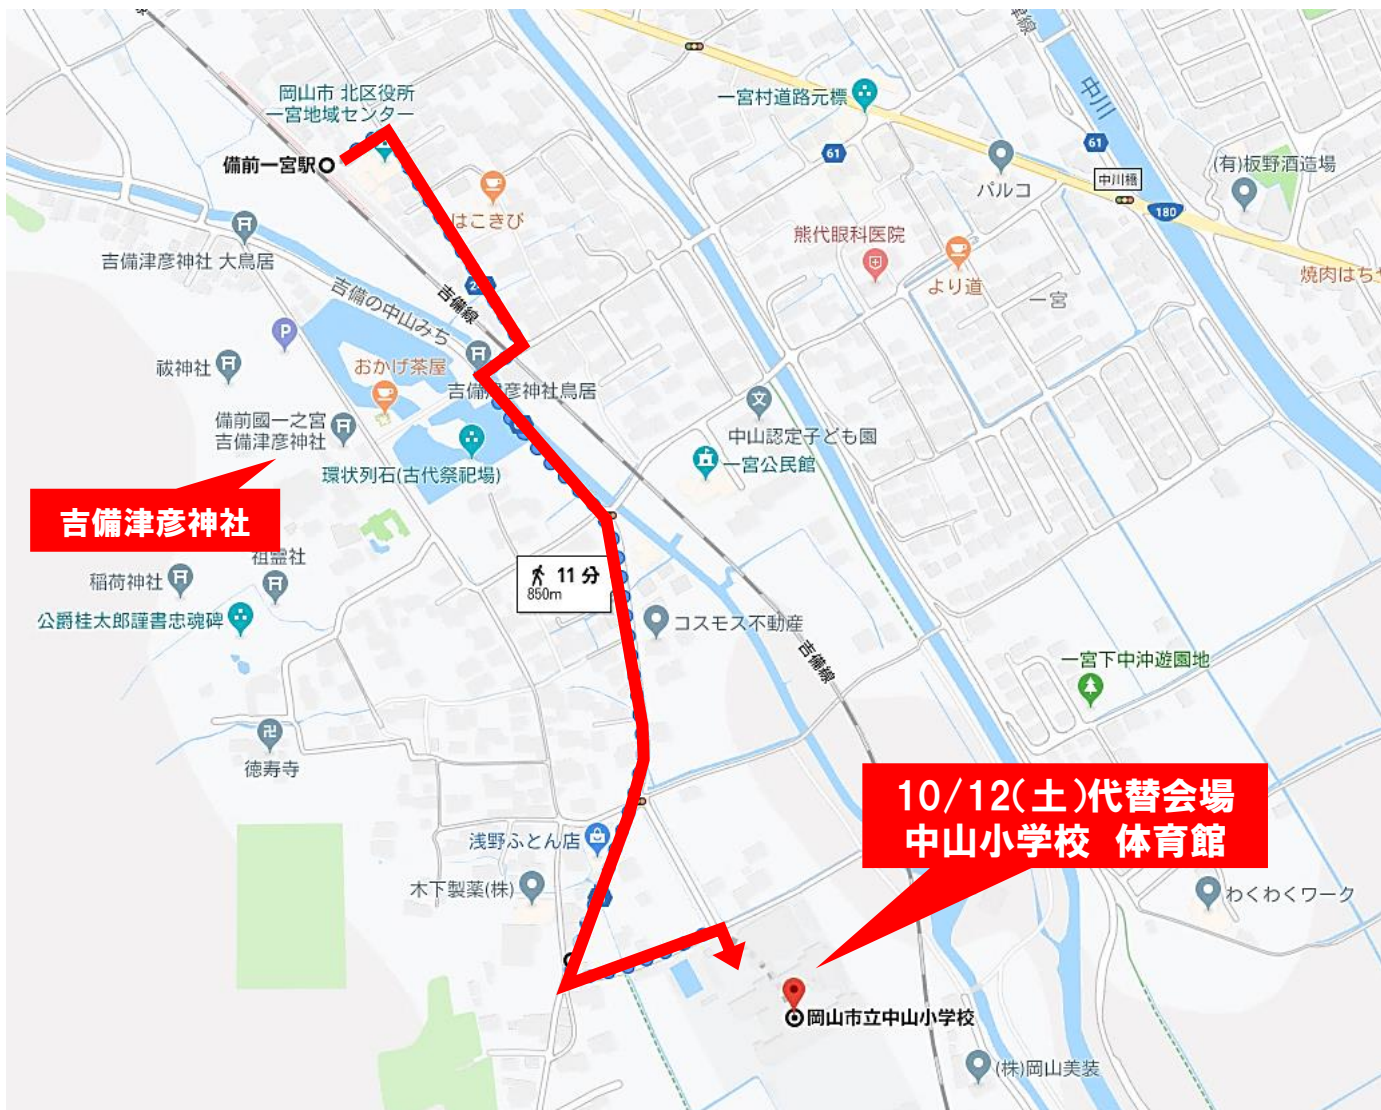 岡山市 北区役所
一宮地域センター
備前一宮駅
一宮村道路元標
中川
61
61
中川橋
180
(有)板野酒造場
パルコ
はこきび
熊代眼科医院
より道
一宮
焼肉はちや
吉備津彦神社 大鳥居
吉備の中山みち
吉備線
P
祓神社
おかげ茶屋
吉備津彦神社鳥居
備前國一之宮
吉備津彦神社
環状列石(古代祭祀場)
文
中山認定子ども園
一宮公民館
吉備津彦神社
祖霊社
稲荷神社
公爵桂太郎謹書忠魂碑
11 分
850m
コスモス不動産
吉備線
一宮下中沖遊園地
徳寿寺
10/12(土)代替会場
中山小学校 体育館
浅野ふとん店
木下製薬(株)
わくわくワーク
岡山市立中山小学校
(株)岡山美装